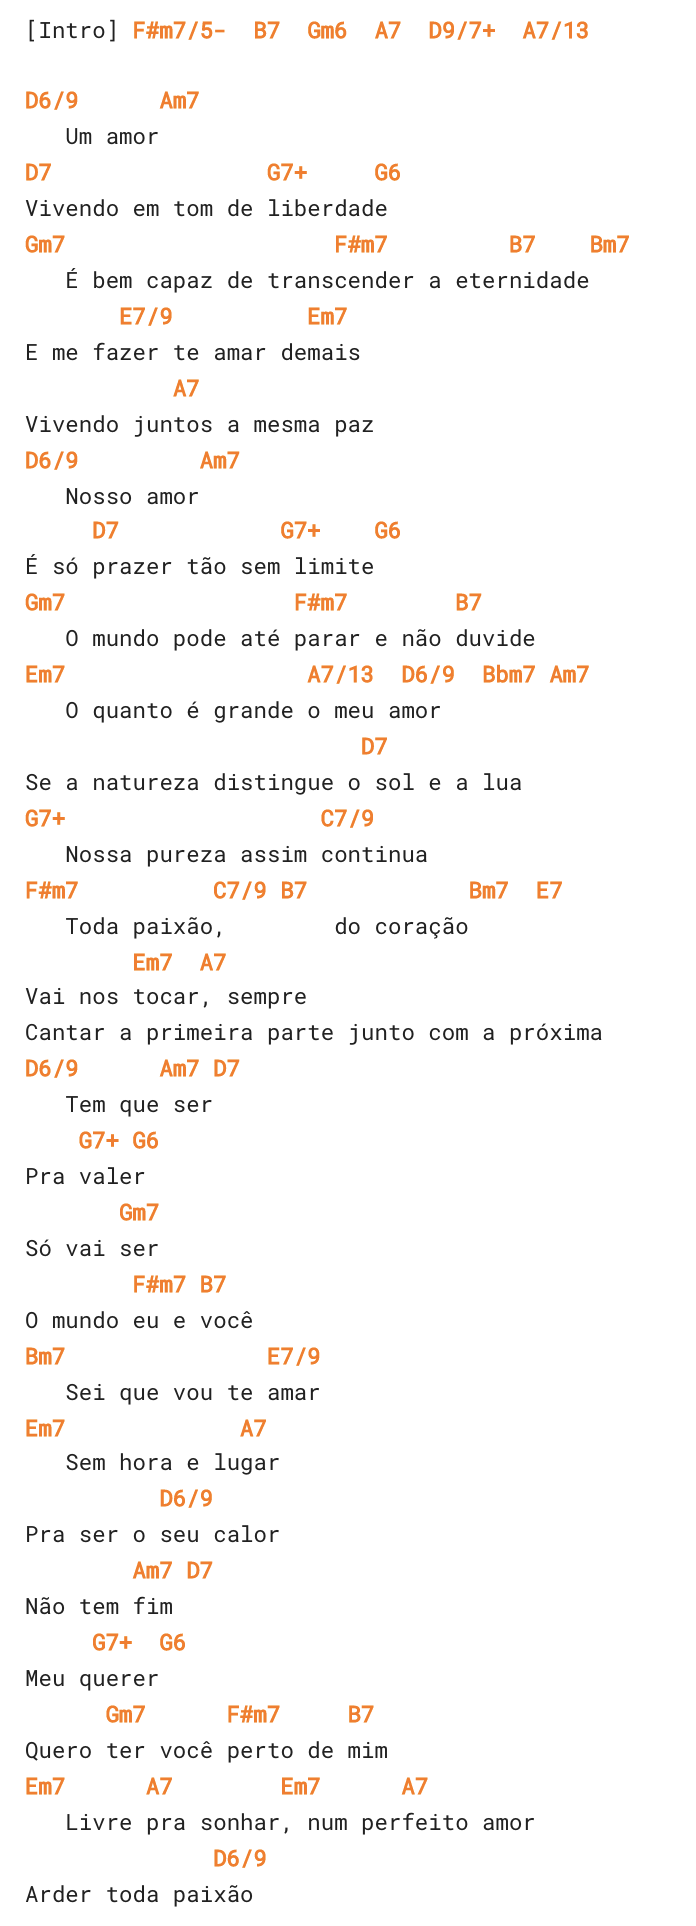 [Intro] F#m7/5-  B7  Gm6  A7  D9/7+  A7/13

D6/9      Am7
   Um amor
D7                G7+     G6
Vivendo em tom de liberdade
Gm7                    F#m7         B7    Bm7
   É bem capaz de transcender a eternidade
       E7/9          Em7
E me fazer te amar demais
           A7
Vivendo juntos a mesma paz
D6/9         Am7
   Nosso amor
     D7            G7+    G6
É só prazer tão sem limite
Gm7                 F#m7        B7
   O mundo pode até parar e não duvide
Em7                  A7/13  D6/9  Bbm7 Am7
   O quanto é grande o meu amor
                         D7
Se a natureza distingue o sol e a lua
G7+                   C7/9
   Nossa pureza assim continua
F#m7          C7/9 B7            Bm7  E7
   Toda paixão,        do coração
        Em7  A7
Vai nos tocar, sempre
Cantar a primeira parte junto com a próxima
D6/9      Am7 D7
   Tem que ser
    G7+ G6
Pra valer
       Gm7
Só vai ser
        F#m7 B7
O mundo eu e você
Bm7               E7/9
   Sei que vou te amar
Em7             A7
   Sem hora e lugar
          D6/9
Pra ser o seu calor
        Am7 D7
Não tem fim
     G7+  G6
Meu querer
      Gm7      F#m7     B7
Quero ter você perto de mim
Em7      A7        Em7      A7
   Livre pra sonhar, num perfeito amor
              D6/9
Arder toda paixão